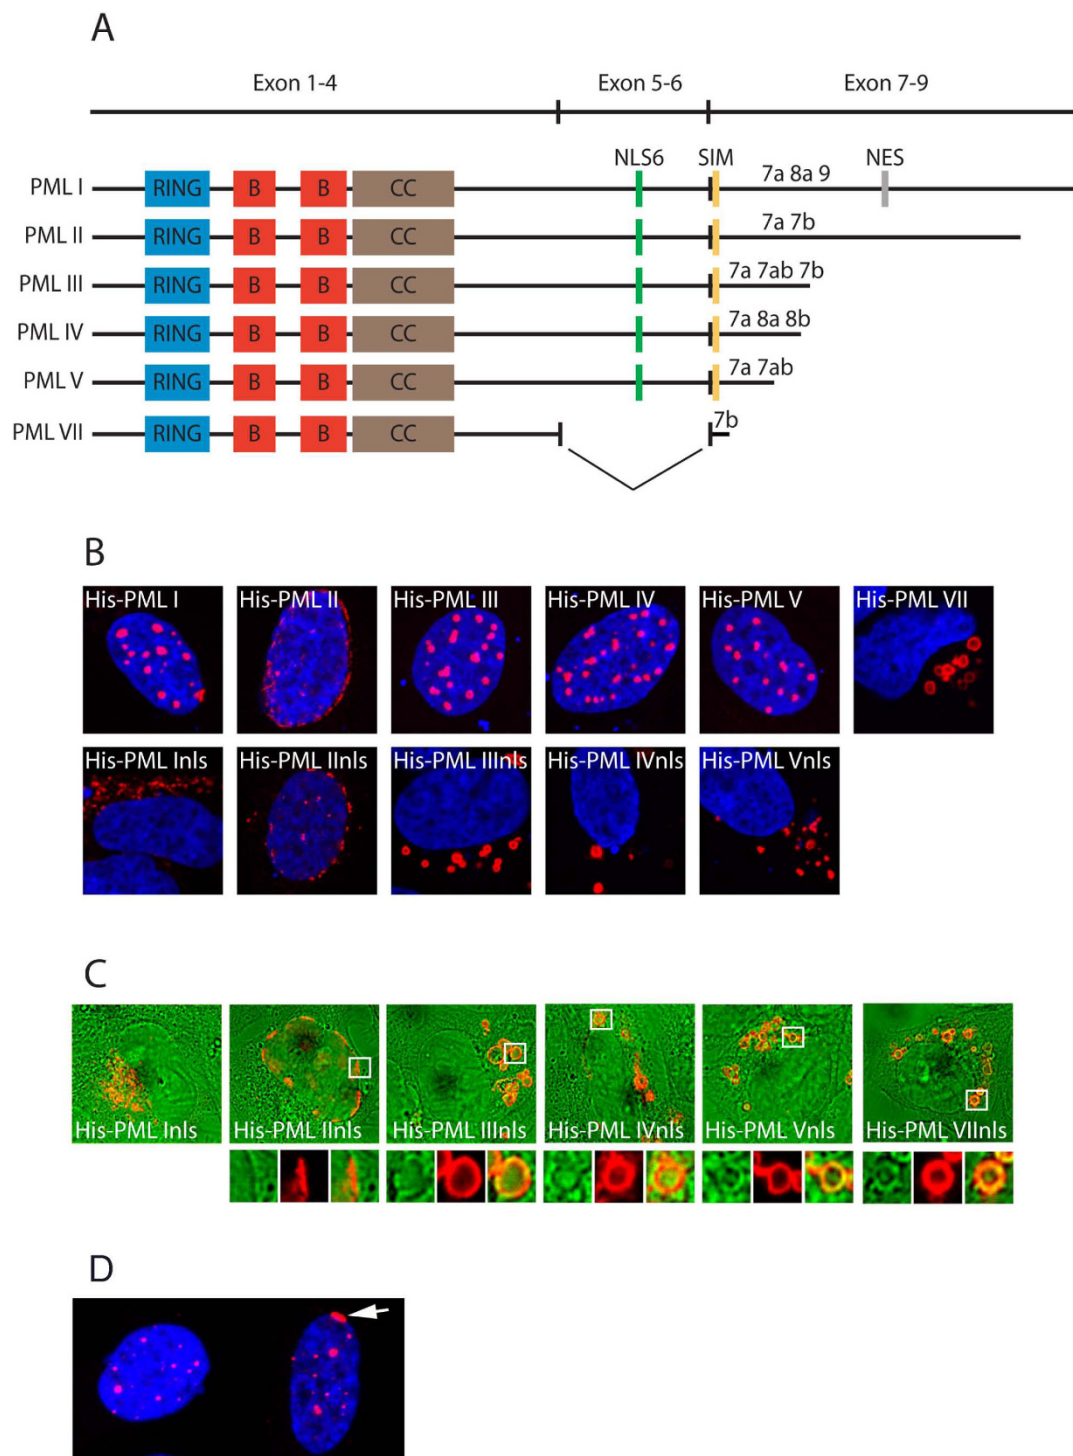 A
Exon 1-4 Exon 5-6 Exon 7-9
NLS6 SIM NES
PML I RING B B CC 7a 8a 9
PML II RING B B CC 7a 7b
PML III RING B B CC 7a 7ab 7b
PML IV RING B B CC 7a 8a 8b
PML V RING B B CC 7a 7ab
PML VII RING B B CC 7b
B
His-PML I His-PML II His-PML III His-PML IV His-PML V His-PML VII
His-PML Inls His-PML IInls His-PML IIInls His-PML IVnls His-PML Vnls
C
His-PML Inls His-PML IInls His-PML IIInls His-PML IVnls His-PML Vnls His-PML VIInls
D